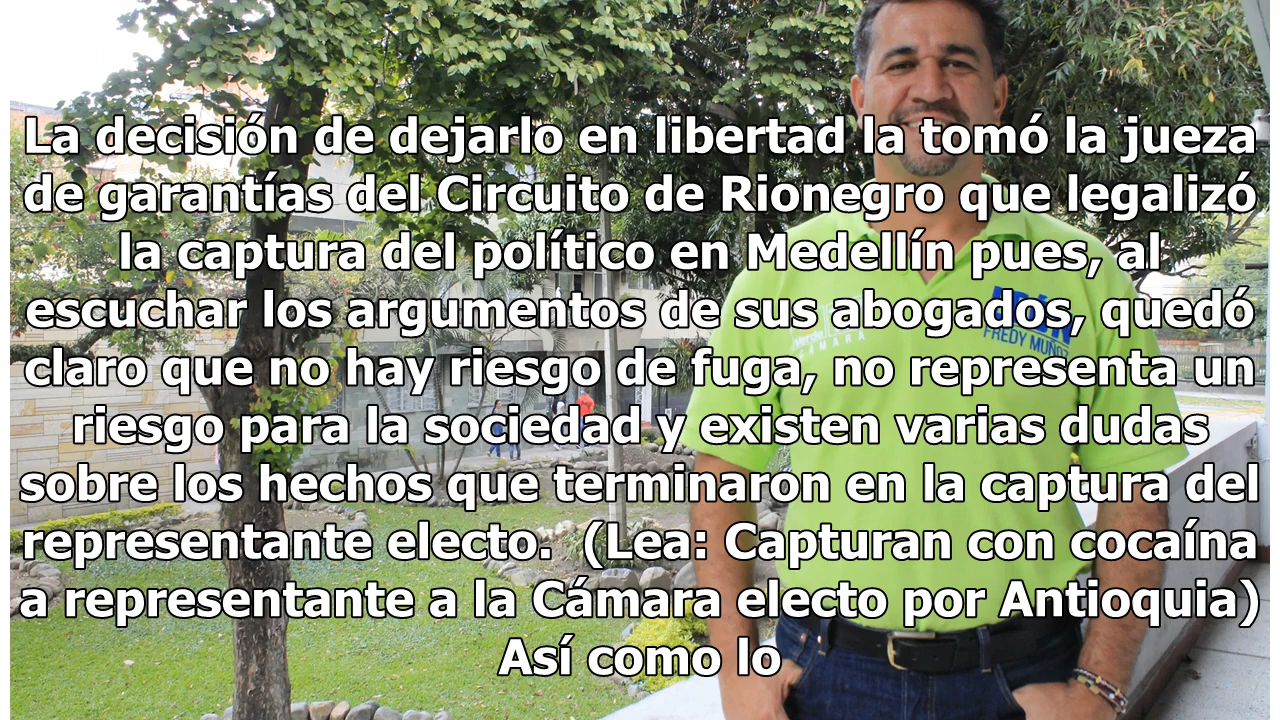 La decisión de dejarlo en libertad la tomó la jueza
de garantías del Circuito de Rionegro que legalizó
la captura del político en Medellín pues, al
escuchar los argumentos de sus abogados, quedó
claro que no hay riesgo de fuga, no representa un
riesgo para la sociedad y existen varias dudas
sobre los hechos que terminaron en la captura del
representante electo.  (Lea: Capturan con cocaína
a representante a la Cámara electo por Antioquia)
Así como lo
FREDY MUÑOZ
CÁMARA